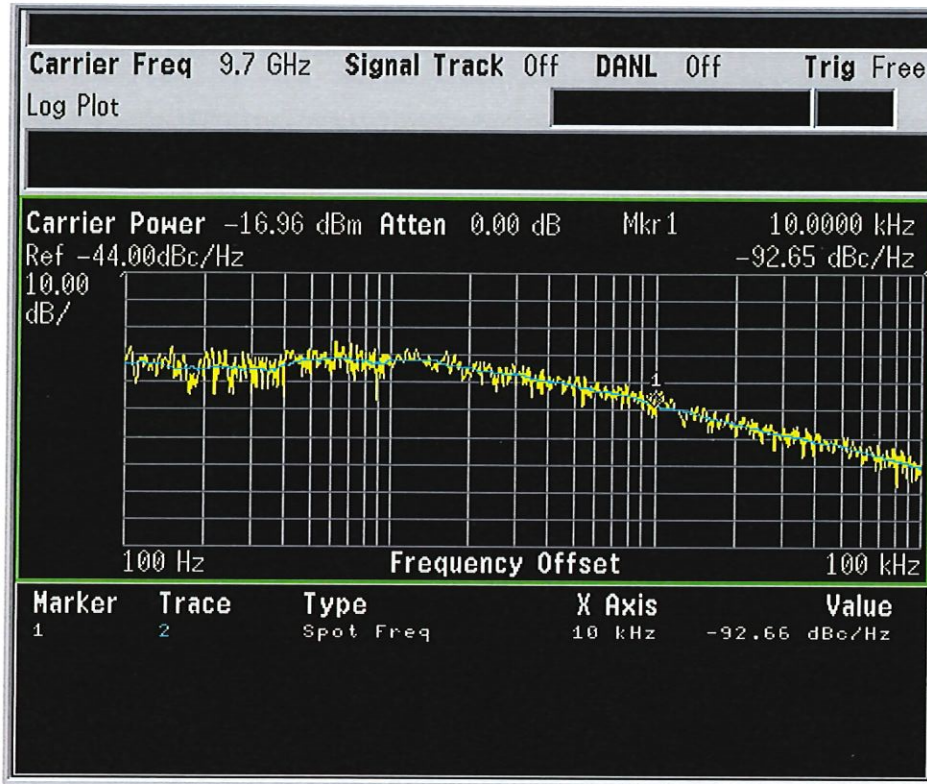 Carrier Freq 9.7 GHz Signal Track Off DANL Off Trig Free
Log Plot
Carrier Power -16.96 dBm Atten 0.00 dB Mkr1 10.0000 kHz
Ref -44.00dBc/Hz -92.65 dBc/Hz
10.00
dB/
1
100 Hz Frequency Offset 100 kHz
Marker Trace Type X Axis Value
1 2 Spot Freq 10 kHz -92.66 dBc/Hz